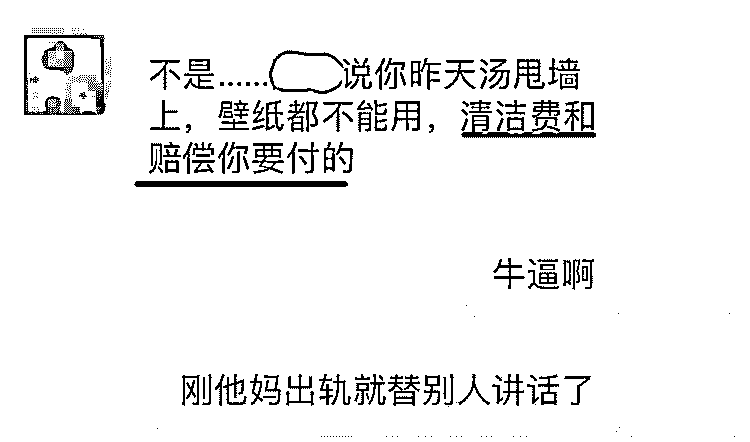 不是......说你昨天汤甩墙
上，壁纸都不能用，清洁费和
赔偿你要付的
牛逼啊
刚他妈出轨就替别人讲话了